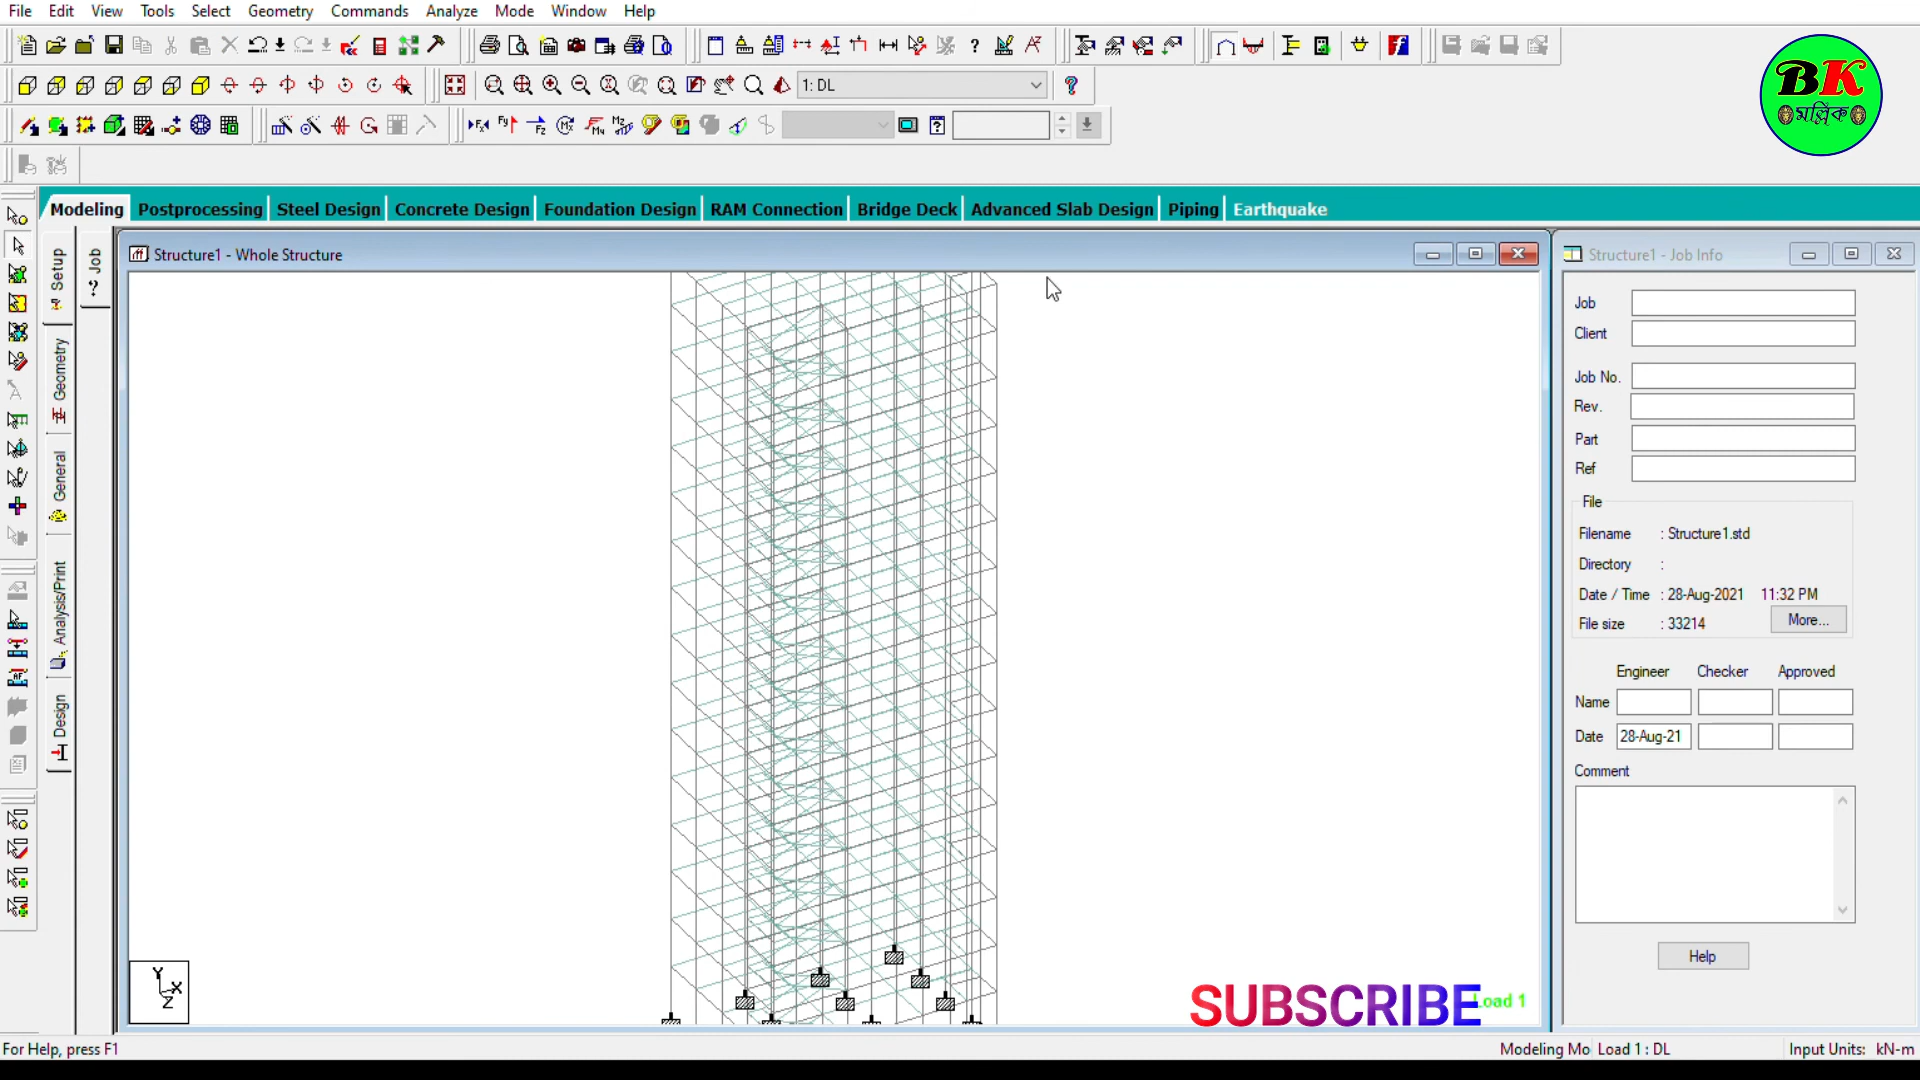 File Edit View Tools Select Geometry Commands Analyze Mode Window Help
1: DL
BK
মল্লিক
Modeling Postprocessing Steel Design Concrete Design Foundation Design RAM Connection Bridge Deck Advanced Slab Design Piping Earthquake
Structure1 - Whole Structure
Structure1 - Job Info
Setup
Job
Geometry
General
Analysis/Print
Design
Job
Client
Job No.
Rev.
Part
Ref
File
Filename : Structure1.std
Directory :
Date / Time : 28-Aug-2021 11:32 PM
File size : 33214
More...
Engineer Checker Approved
Name
Date 28-Aug-21
Comment
Help
Y
X
Z
SUBSCRIBE
Load 1
For Help, press F1
Modeling Mo Load 1 : DL Input Units: kN-m